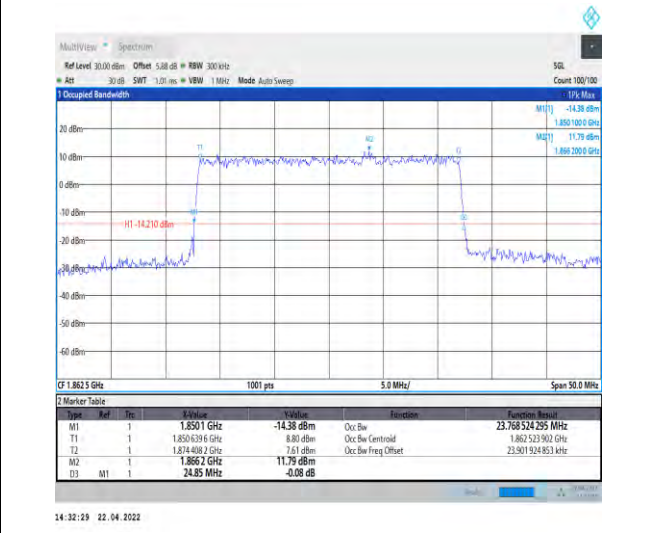 MultiView Spectrum
Ref Level 30.00 dBm Offset 5.88 dB RBW 300 kHz SGL
Att 30 dB SWT 1.01 ms VBW 1 MHz Mode Auto Sweep Count 100/100
1 Occupied Bandwidth 1Pk Max
M1[1] -14.38 dBm
1.850 100 0 GHz
20 dBm M2[1] 11.79 dBm
M2 1.866 200 0 GHz
T1
10 dBm
0 dBm
-10 dBm
H1 -14.210 dBm
-20 dBm
-30 dBm
-40 dBm
-50 dBm
-60 dBm
CF 1.862 5 GHz 1001 pts 5.0 MHz/ Span 50.0 MHz
2 Marker Table
Type Ref Trc X-Value Y-Value Function Function Result
M1 1 1.850 1 GHz -14.38 dBm Occ Bw 23.768 524 295 MHz
T1 1 1.850 639 6 GHz 8.80 dBm Occ Bw Centroid 1.862 523 902 GHz
T2 1 1.874 408 2 GHz 7.61 dBm Occ Bw Freq Offset 23.901 924 853 kHz
M2 1 1.866 2 GHz 11.79 dBm
D3 M1 1 24.85 MHz -0.08 dB
14:32:29 22.04.2022